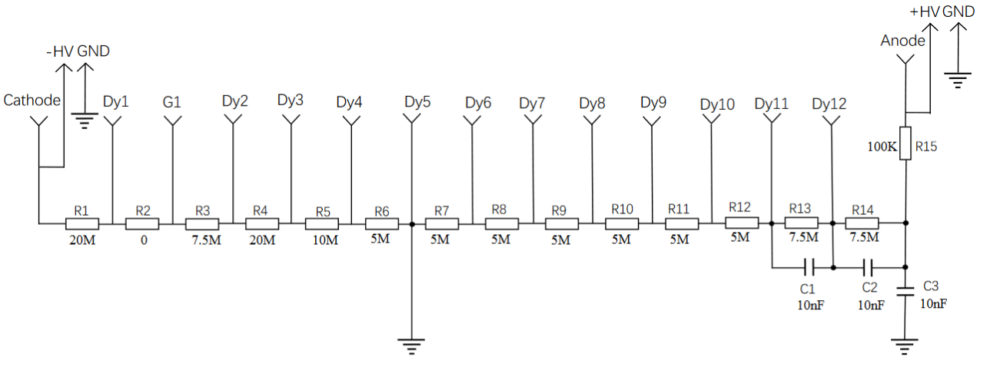 +HV GND
Anode
-HV GND
Cathode Dy1 G1 Dy2 Dy3 Dy4 Dy5 Dy6 Dy7 Dy8 Dy9 Dy10 Dy11 Dy12
100K R15
R1 R2 R3 R4 R5 R6 R7 R8 R9 R10 R11 R12 R13 R14
20M 0 7.5M 20M 10M 5M 5M 5M 5M 5M 5M 5M 7.5M 7.5M
C1 C2 C3
10nF 10nF 10nF